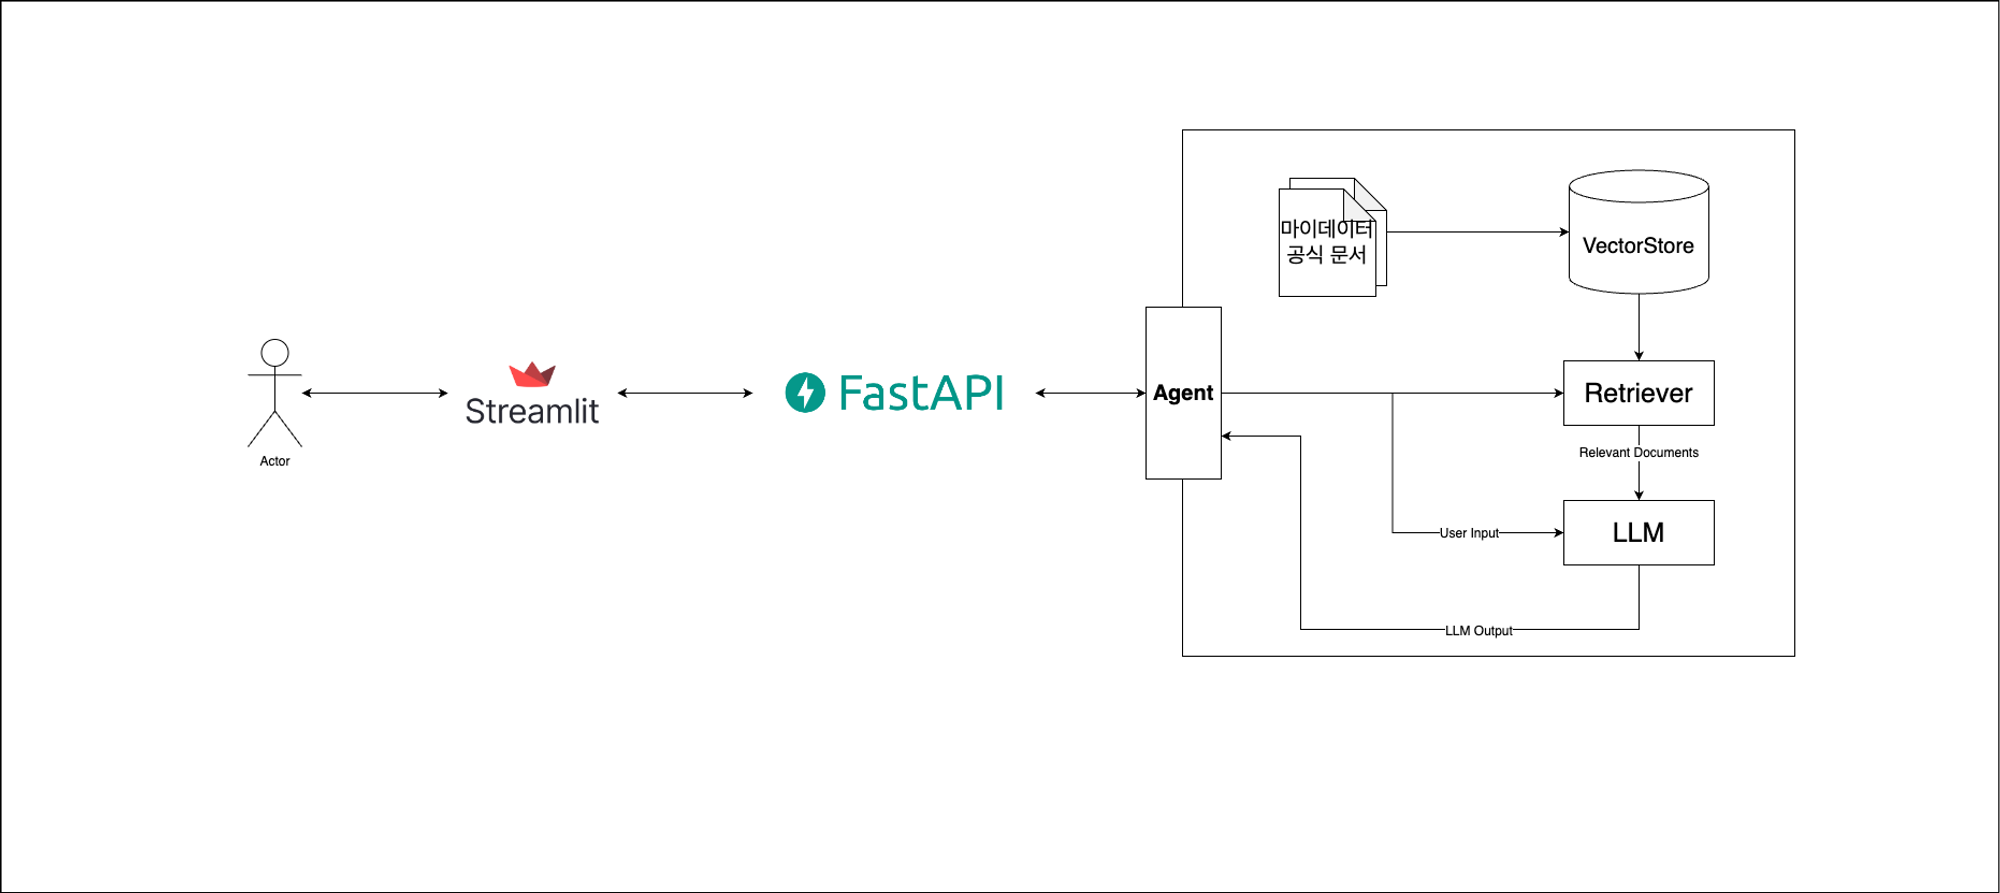 마이데이터
공식 문서
VectorStore
Actor
Streamlit
FastAPI
Agent
Retriever
Relevant Documents
User Input
LLM
LLM Output